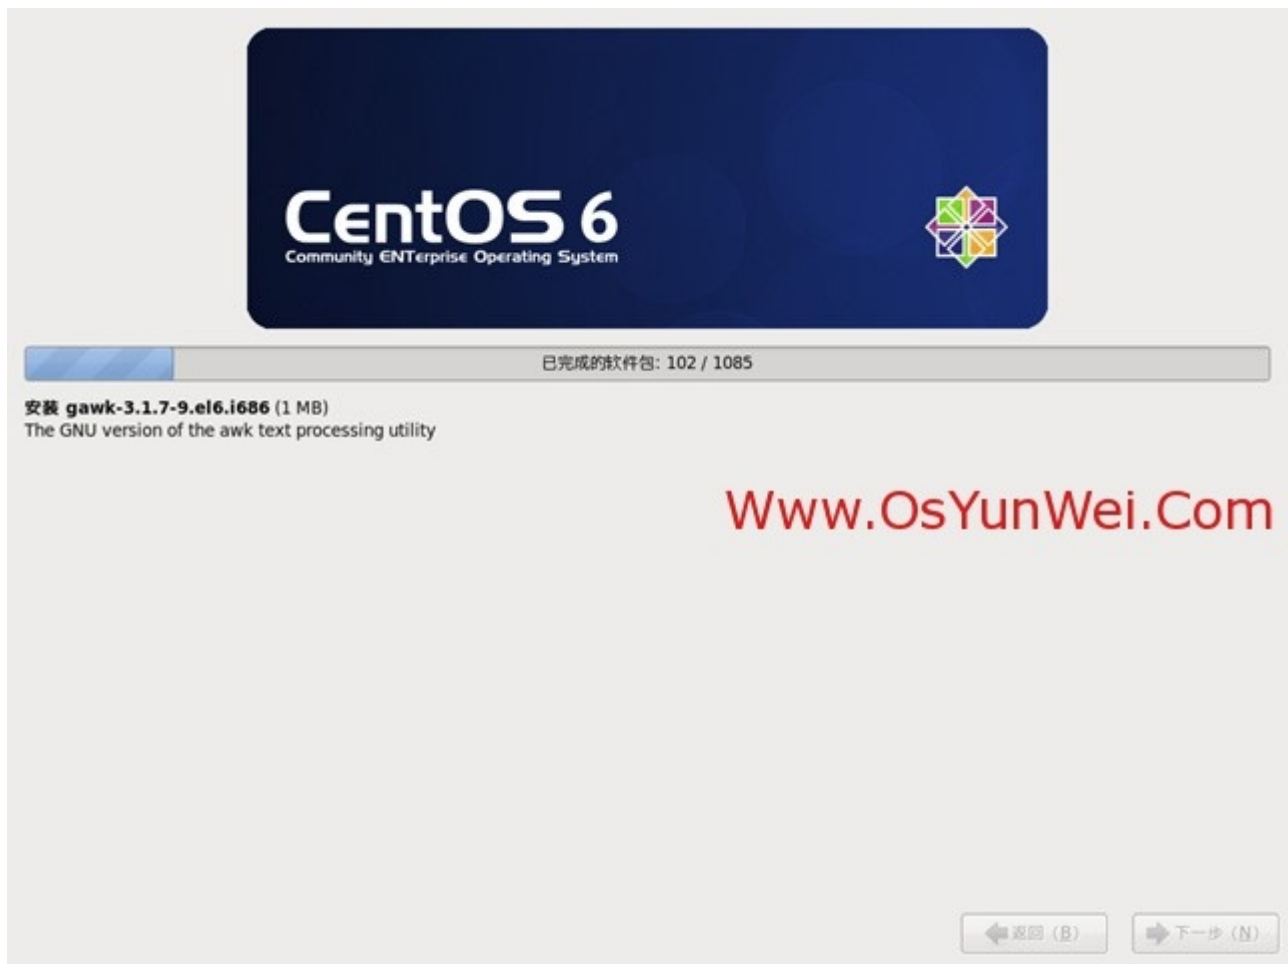 CentOS 6
Community ENTerprise Operating System
已完成的软件包: 102 / 1085
安装 gawk-3.1.7-9.el6.i686 (1 MB)
The GNU version of the awk text processing utility
Www.OsYunWei.Com
返回 (B)
下一步 (N)